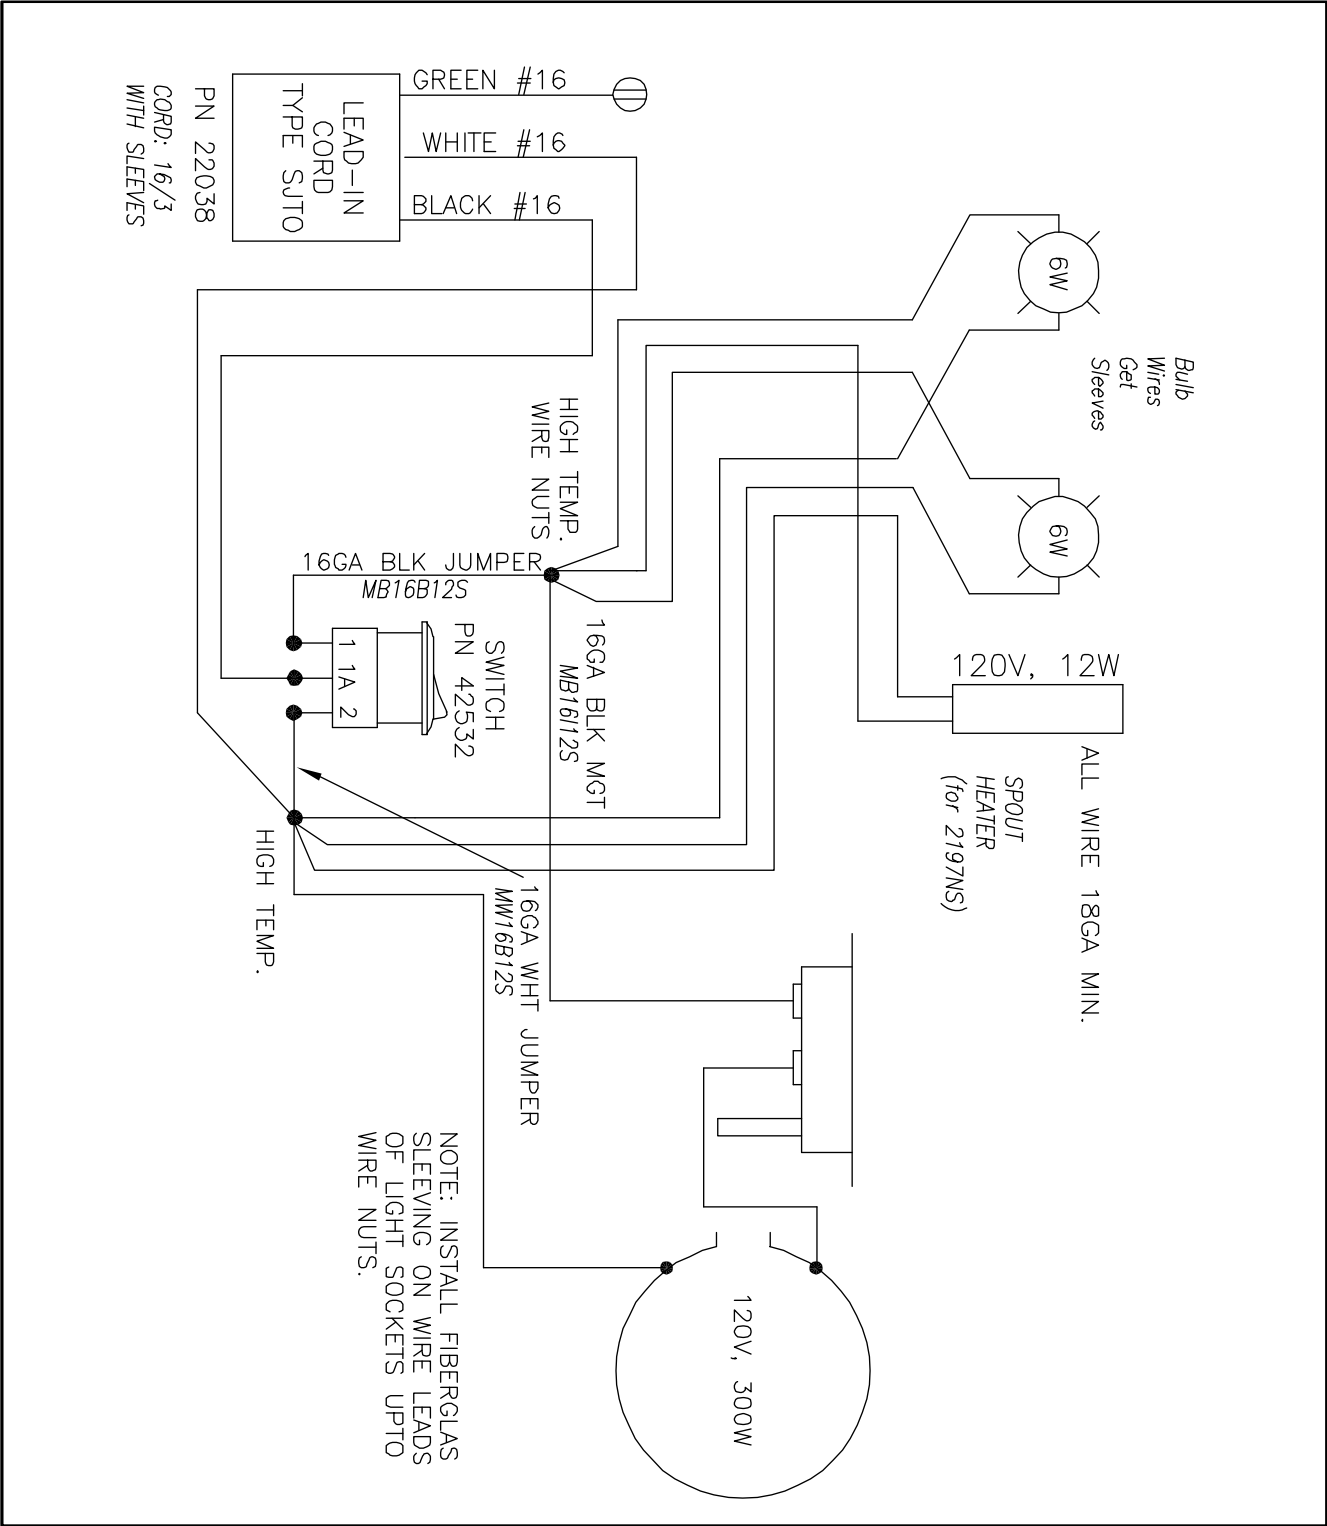 GREEN #16
WHITE #16
BLACK #16
LEAD-IN
CORD
TYPE SJTO
PN 22038
CORD: 16/3
WITH SLEEVES
6W
Bulb
Wires
Get
Sleeves
6W
HIGH TEMP.
WIRE NUTS
16GA BLK JUMPER
MB16B12S
1 1A 2
SWITCH
PN 42532
16GA BLK MGT
MB16I12S
120V, 12W
ALL WIRE 18GA MIN.
SPOUT
HEATER
(for 2197NS)
HIGH TEMP.
16GA WHT JUMPER
MW16B12S
NOTE: INSTALL FIBERGLAS
SLEEVING ON WIRE LEADS
OF LIGHT SOCKETS UPTO
WIRE NUTS.
120V, 300W